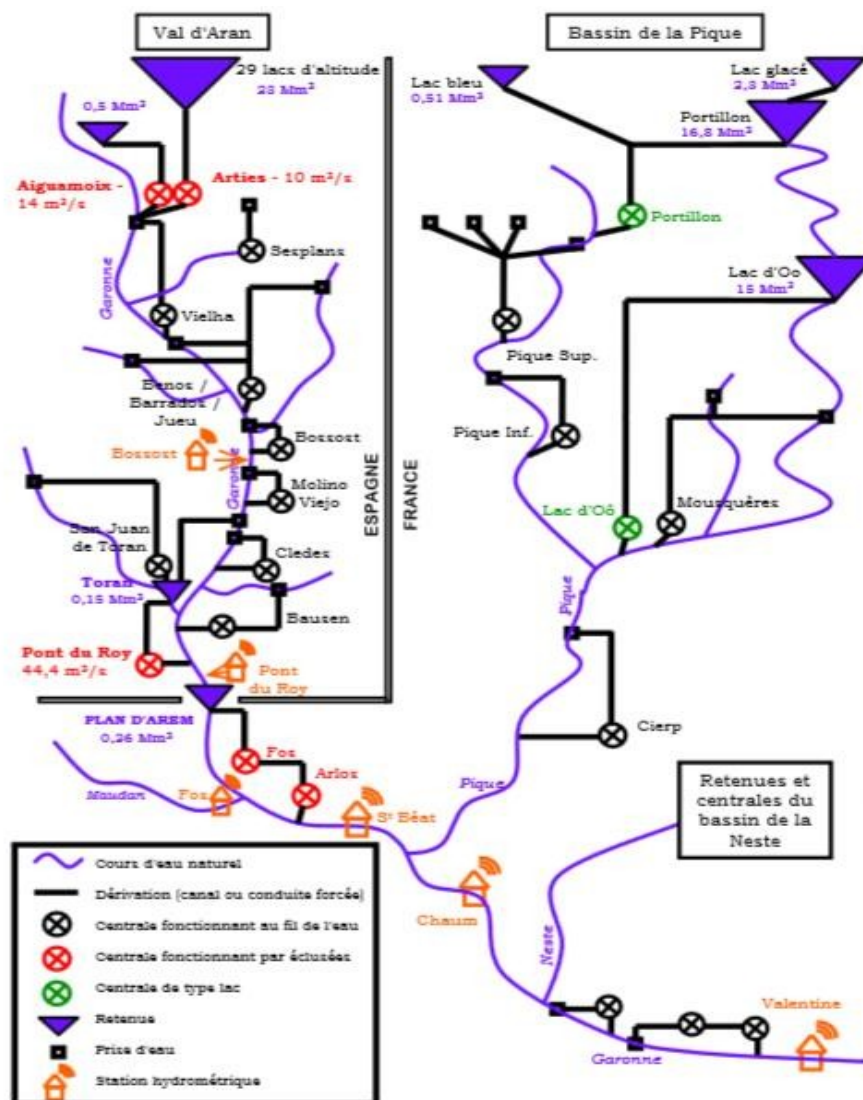 Val d'Aran
Bassin de la Pique
29 lacs d'altitude
28 Mm³
0,5 Mm³
Lac bleu
0,51 Mm³
Lac glacé
2,8 Mm³
Portillon
16,8 Mm³
Aiguamoix -
14 m³/s
Arties - 10 m³/s
Portillon
Sesplans
Garonne
Lac d'Oo
15 Mm³
Vielha
Pique Sup.
Benos /
Barrados /
Jueu
Pique Inf.
Bossost
Bossost
Garonne
ESPAGNE
FRANCE
Molino
Viejo
Lac d'Oô
Mousquères
San Juan
de Toran
Cledes
Toran
0,15 Mm³
Bausen
Pique
Pont du Roy
44,4 m³/s
Pont
du Roy
PLAN D'AREM
0,26 Mm³
Cierp
Fos
Arlos
Pique
Maudan
Fos
St Béat
Retenues et
centrales du
bassin de la
Neste
Chaum
Neste
Valentine
Garonne
Cours d'eau naturel
Dérivation (canal ou conduite forcée)
Centrale fonctionnant au fil de l'eau
Centrale fonctionnant par éclusées
Centrale de type lac
Retenue
Prise d'eau
Station hydrométrique